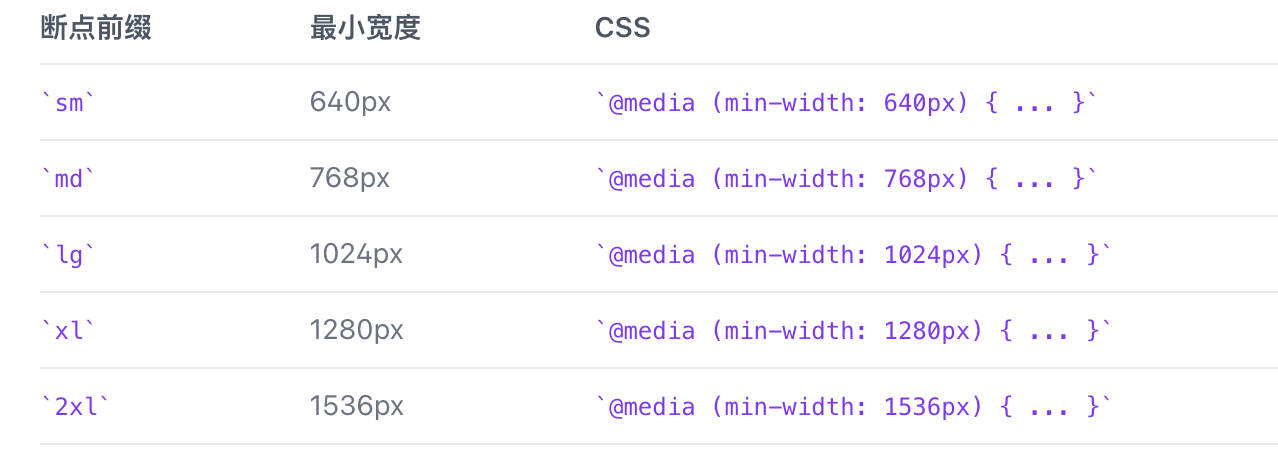 断点前缀 最小宽度 CSS
`sm` 640px `@media (min-width: 640px) { ... }`
`md` 768px `@media (min-width: 768px) { ... }`
`lg` 1024px `@media (min-width: 1024px) { ... }`
`xl` 1280px `@media (min-width: 1280px) { ... }`
`2xl` 1536px `@media (min-width: 1536px) { ... }`